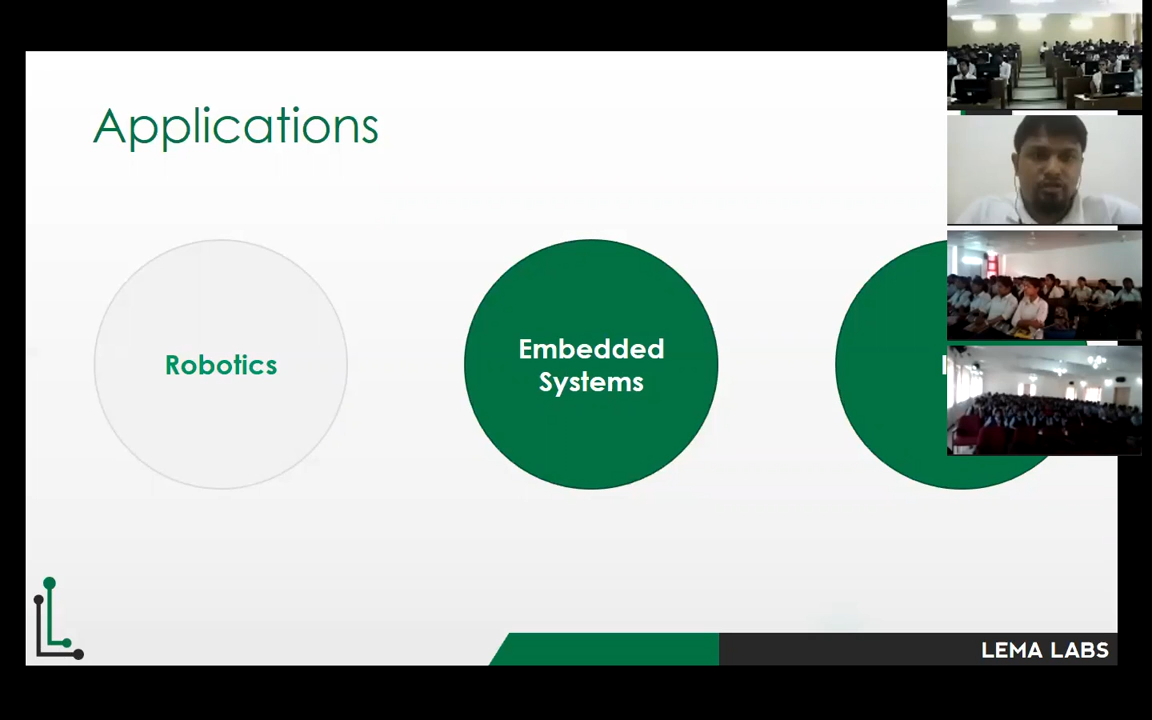 Applications
Robotics
Embedded
Systems
LEMA LABS